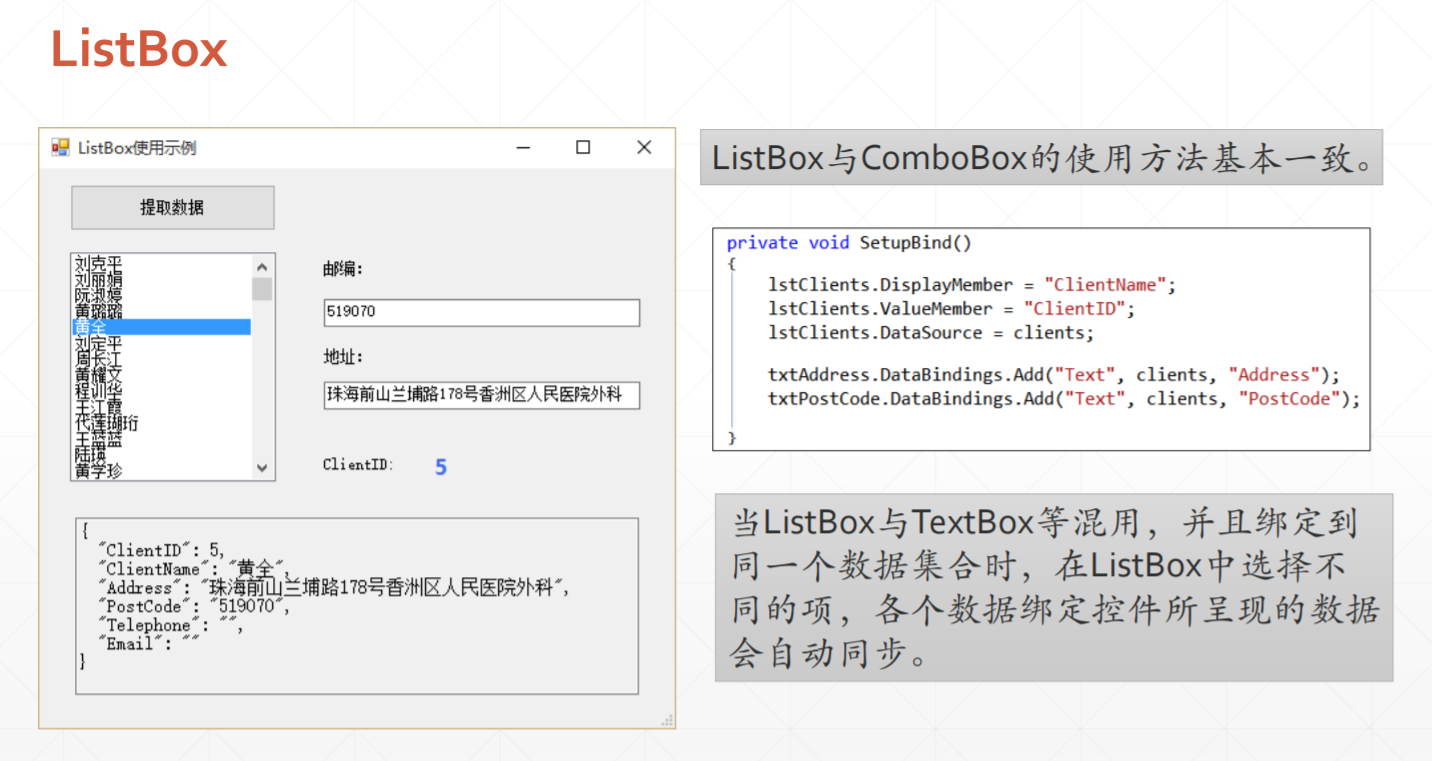 ListBox
ListBox使用示例
提取数据
刘克平
刘丽娟
阮淑婷
黄璐璐
黄全
刘定平
周长江
黄耀文
程训华
王江霞
代莲瑚珩
王蓝蓝
陆瑛
黄学珍
邮编:
519070
地址:
珠海前山兰埔路178号香洲区人民医院外科
ClientID: 5
{
"ClientID": 5,
"ClientName": "黄全",
"Address": "珠海前山兰埔路178号香洲区人民医院外科",
"PostCode": "519070",
"Telephone": "",
"Email": ""
}
ListBox与ComboBox的使用方法基本一致。
private void SetupBind()
{
lstClients.DisplayMember = "ClientName";
lstClients.ValueMember = "ClientID";
lstClients.DataSource = clients;
txtAddress.DataBindings.Add("Text", clients, "Address");
txtPostCode.DataBindings.Add("Text", clients, "PostCode");
}
当ListBox与TextBox等混用，并且绑定到
同一个数据集合时，在ListBox中选择不
同的项，各个数据绑定控件所呈现的数据
会自动同步。